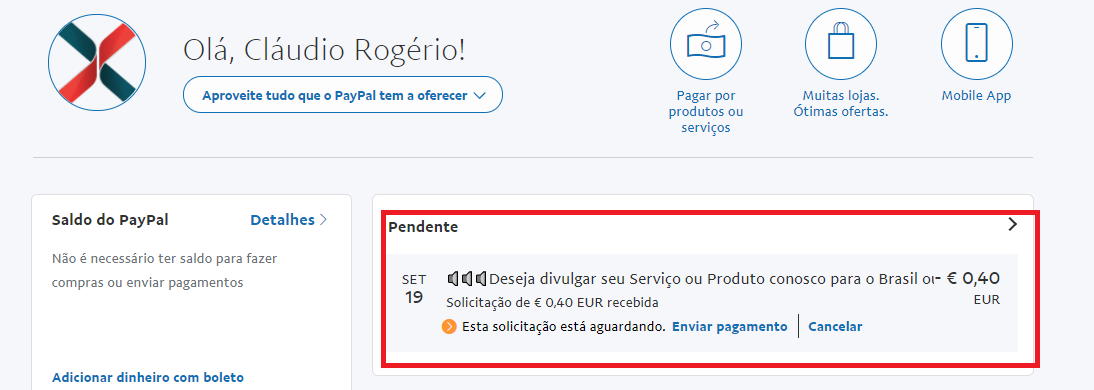 Olá, Cláudio Rogério!
Aproveite tudo que o PayPal tem a oferecer
Pagar por
produtos ou
serviços
Muitas lojas.
Ótimas ofertas.
Mobile App
Saldo do PayPal
Detalhes
Não é necessário ter saldo para fazer
compras ou enviar pagamentos
Adicionar dinheiro com boleto
Pendente
SET
19
Deseja divulgar seu Serviço ou Produto conosco para o Brasil ou
- € 0,40
Solicitação de € 0,40 EUR recebida
EUR
Esta solicitação está aguardando. Enviar pagamento Cancelar